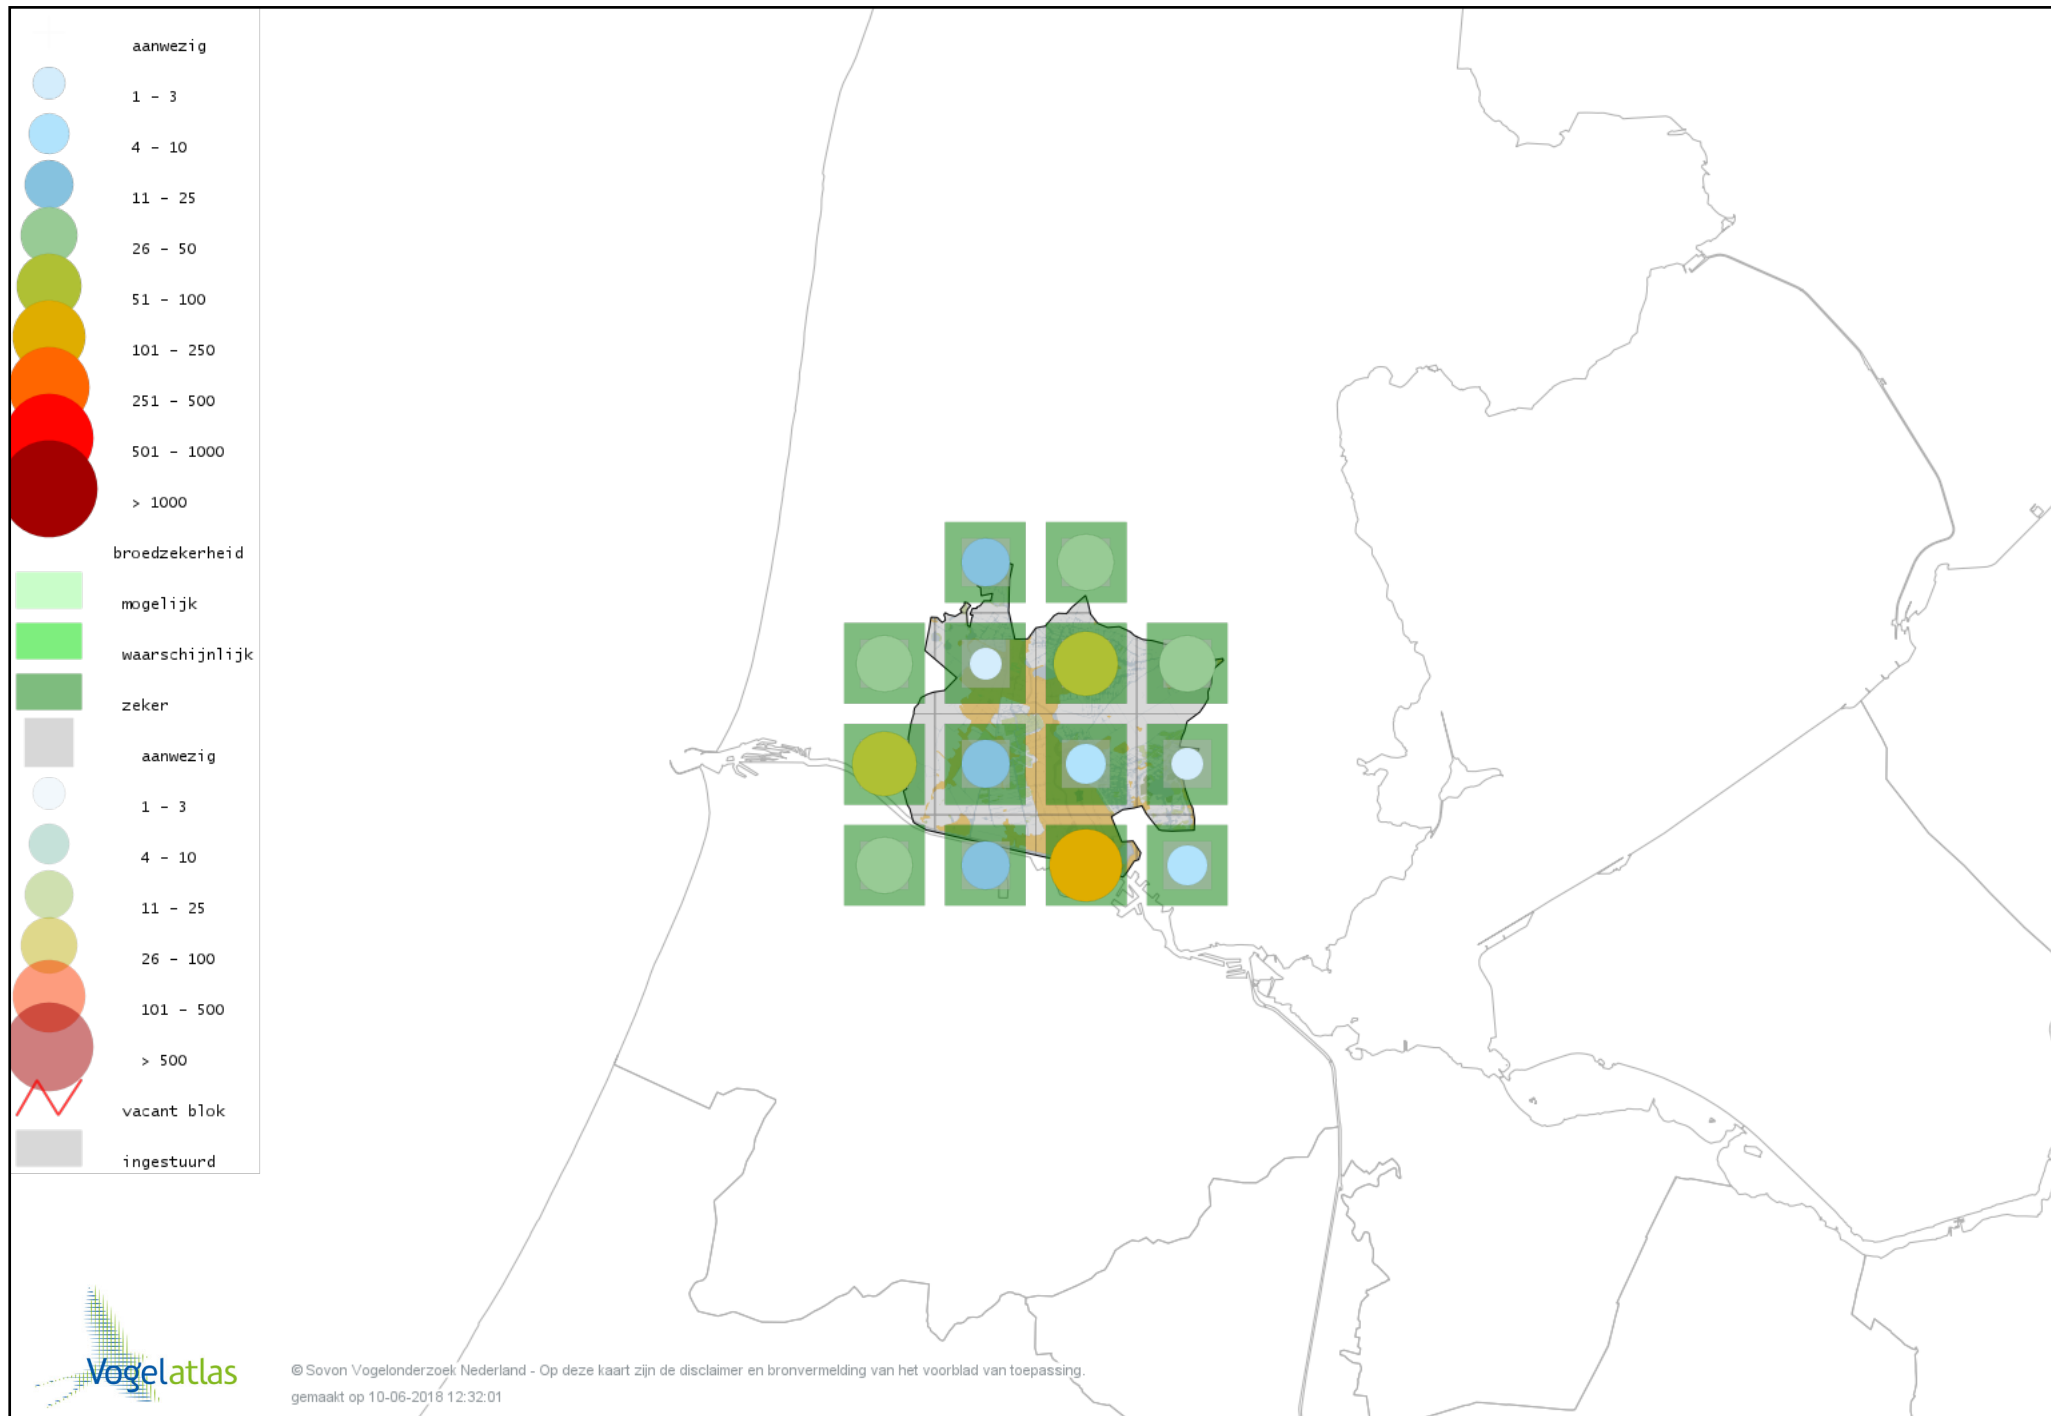 aanwezig
1 - 3
4 - 10
11 - 25
26 - 50
51 - 100
101 - 250
251 - 500
501 - 1000
> 1000
broedzekerheid
mogelijk
waarschijnlijk
zeker
aanwezig
1 - 3
4 - 10
11 - 25
26 - 100
101 - 500
> 500
vacant blok
ingestuurd
Vogelatlas
© Sovon Vogelonderzoek Nederland - Op deze kaart zijn de disclaimer en bronvermelding van het voorblad van toepassing.
gemaakt op 10-06-2018 12:32:01